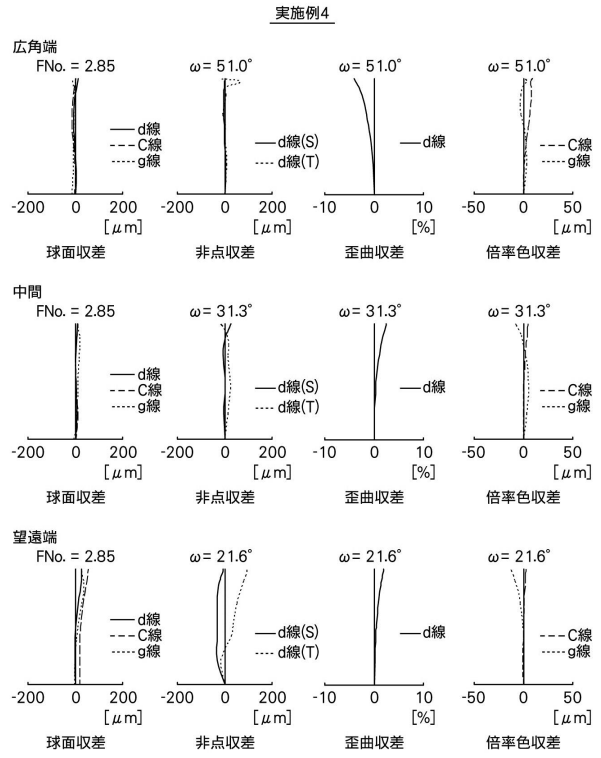 実施例4
広角端
FNo. = 2.85 ω = 51.0° ω = 51.0° ω = 51.0°
d線
C線
g線
d線(S)
d線(T)
d線
C線
g線
-200 0 200 -200 0 200 -10 0 10 -50 0 50
[μm] [μm] [%] [μm]
球面収差 非点収差 歪曲収差 倍率色収差
中間
FNo. = 2.85 ω = 31.3° ω = 31.3° ω = 31.3°
d線
C線
g線
d線(S)
d線(T)
d線
C線
g線
-200 0 200 -200 0 200 -10 0 10 -50 0 50
[μm] [μm] [%] [μm]
球面収差 非点収差 歪曲収差 倍率色収差
望遠端
FNo. = 2.85 ω = 21.6° ω = 21.6° ω = 21.6°
d線
C線
g線
d線(S)
d線(T)
d線
C線
g線
-200 0 200 -200 0 200 -10 0 10 -50 0 50
[μm] [μm] [%] [μm]
球面収差 非点収差 歪曲収差 倍率色収差